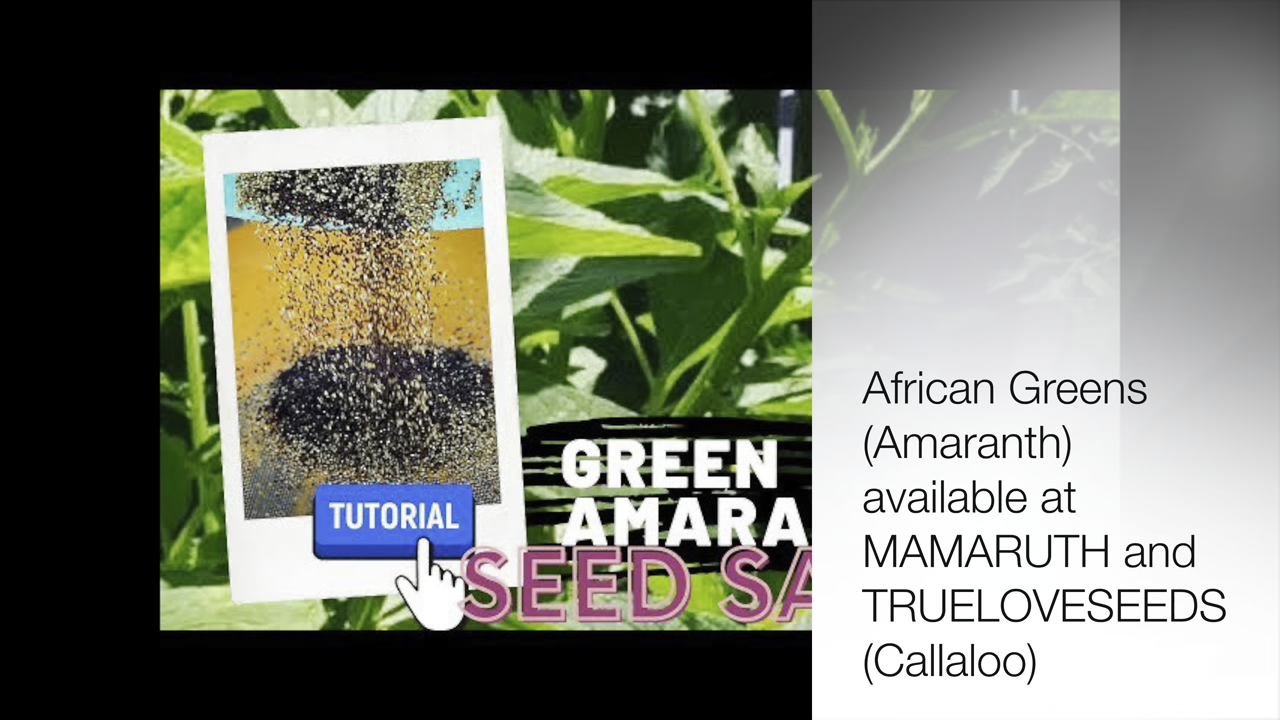 TUTORIAL
GREEN
AMARA
SEED SA
African Greens
(Amaranth)
available at
MAMARUTH and
TRUELOVESEEDS
(Callaloo)